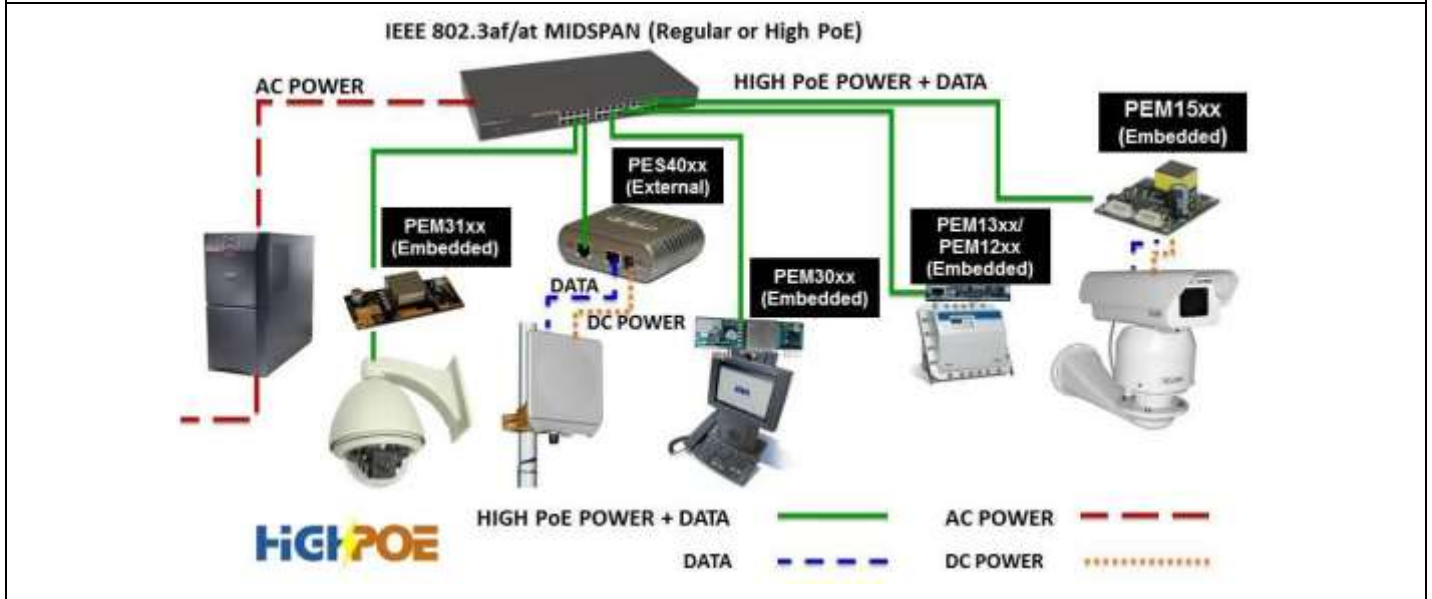 IEEE 802.3af/at MIDSPAN (Regular or High PoE)
AC POWER
HIGH PoE POWER + DATA
PEM15xx
(Embedded)
PES40xx
(External)
PEM31xx
(Embedded)
PEM13xx/
PEM12xx
(Embedded)
PEM30xx
(Embedded)
DATA
DC POWER
HIGH PoE POWER + DATA
AC POWER
HiGHPOE
DATA
DC POWER